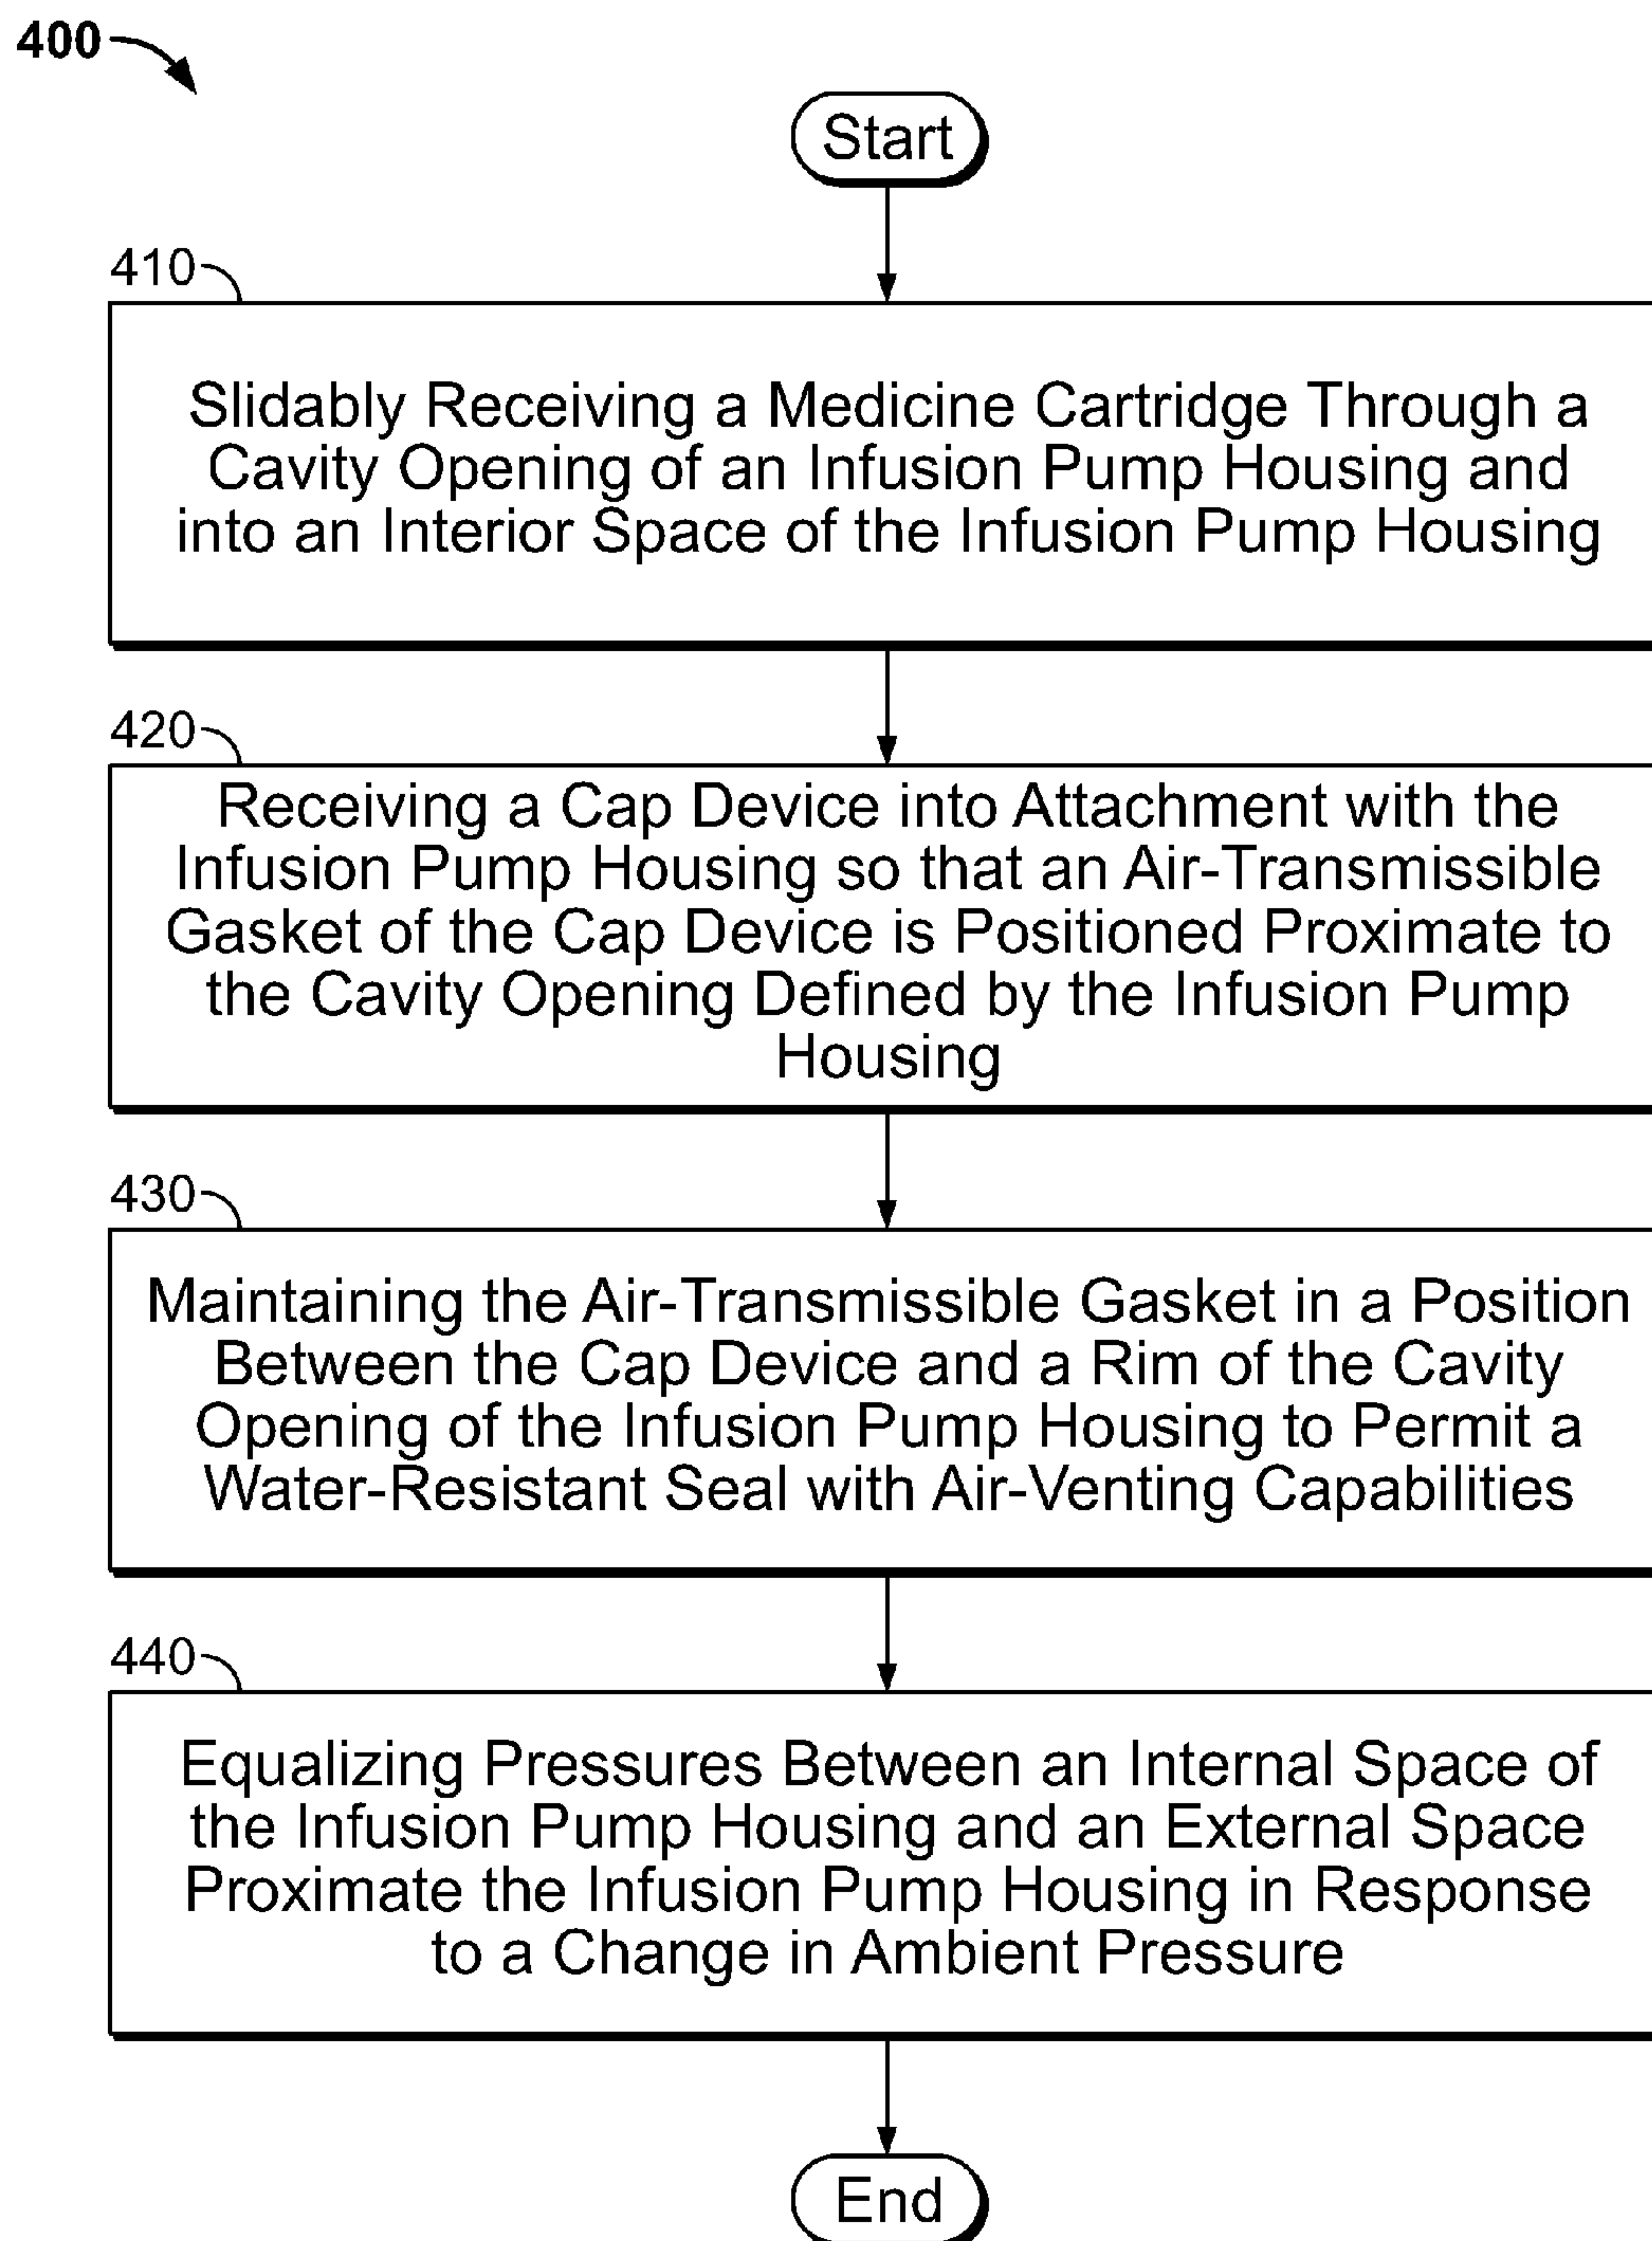 400
Start
410
Slidably Receiving a Medicine Cartridge Through a
Cavity Opening of an Infusion Pump Housing and
into an Interior Space of the Infusion Pump Housing
420
Receiving a Cap Device into Attachment with the
Infusion Pump Housing so that an Air-Transmissible
Gasket of the Cap Device is Positioned Proximate to
the Cavity Opening Defined by the Infusion Pump
Housing
430
Maintaining the Air-Transmissible Gasket in a Position
Between the Cap Device and a Rim of the Cavity
Opening of the Infusion Pump Housing to Permit a
Water-Resistant Seal with Air-Venting Capabilities
440
Equalizing Pressures Between an Internal Space of
the Infusion Pump Housing and an External Space
Proximate the Infusion Pump Housing in Response
to a Change in Ambient Pressure
End